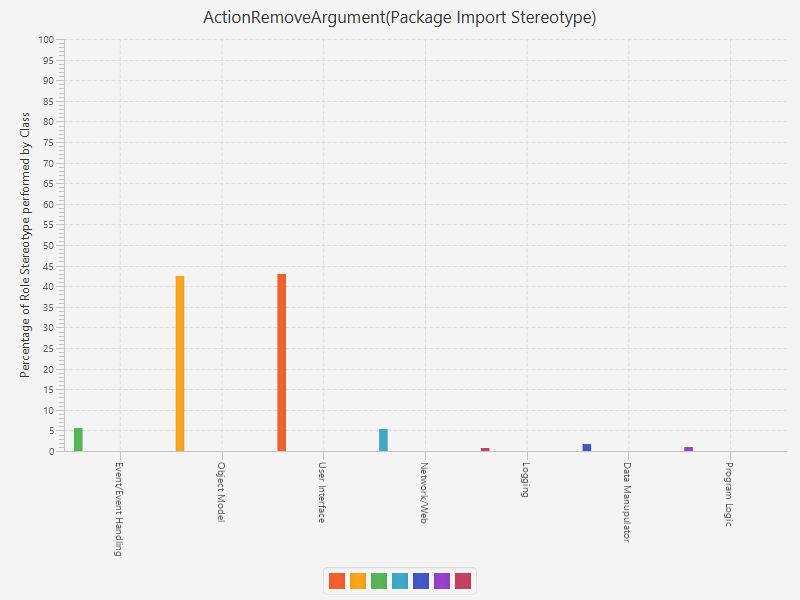 ActionRemoveArgument(Package Import Stereotype)
Percentage of Role Stereotype performed by Class
100
95
90
85
80
75
70
65
60
55
50
45
40
35
30
25
20
15
10
5
0
Event/Event Handling
Object Model
User Interface
Network/Web
Logging
Data Manupulator
Program Logic